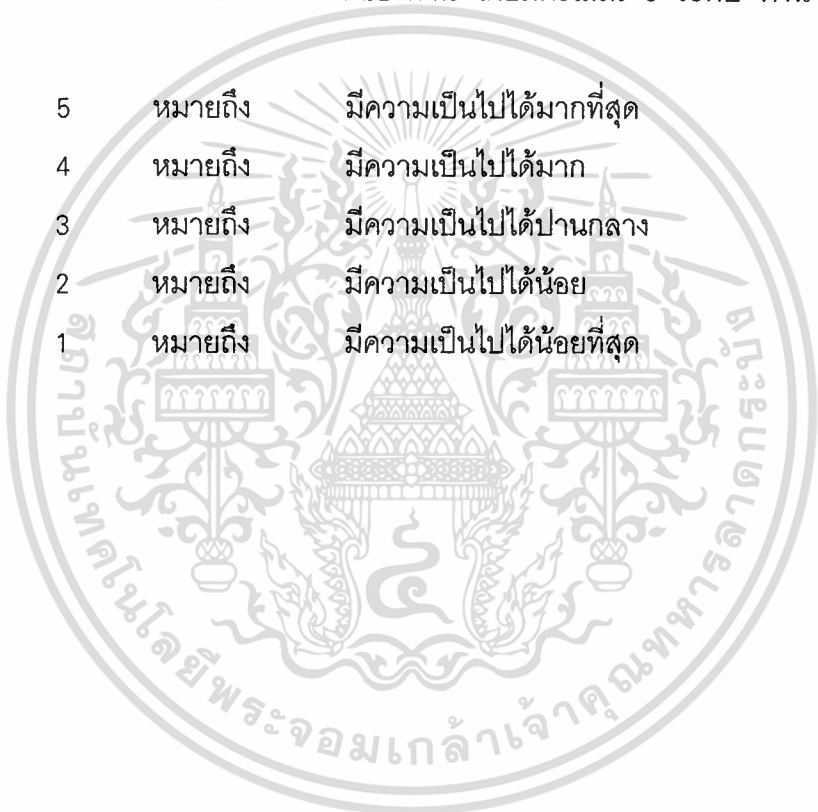 5 หมายถึง มีความเป็นไปได้มากที่สุด
4 หมายถึง มีความเป็นไปได้มาก
3 หมายถึง มีความเป็นไปได้ปานกลาง
2 หมายถึง มีความเป็นไปได้น้อย
1 หมายถึง มีความเป็นไปได้น้อยที่สุด
สถาบันเทคโนโลยีพระจอมเกล้าเจ้าคุณทหารลาดกระบัง